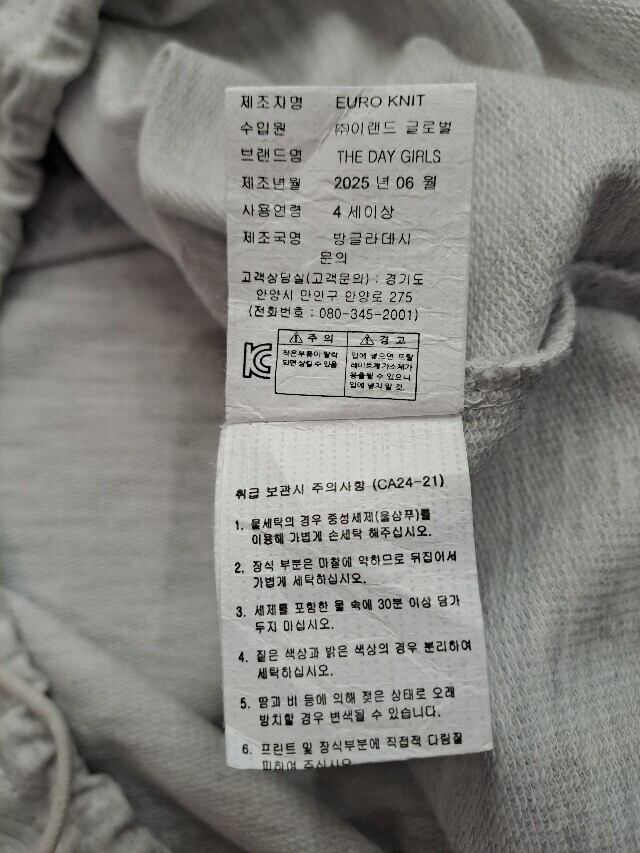 제조자명 EURO KNIT
수입원 ㈜이랜드 글로벌
브랜드명 THE DAY GIRLS
제조년월 2025 년 06 월
사용연령 4 세이상
제조국명 방글라데시
문의
고객상담실(고객문의) : 경기도
안양시 만안구 안양로 275
(전화번호 : 080-345-2001)
⚠ 주 의
작은부품이 탈락
되면 삼킬 수 있음
⚠ 경 고
입에 넣으면 프탈
레이트계가소제가
용출될 수 있으니
입에 넣지 말 것.
취급 보관시 주의사항 (CA24-21)
1. 물세탁의 경우 중성세제(울샴푸)를
이용해 가볍게 손세탁 해주십시오.
2. 장식 부분은 마찰에 약하므로 뒤집어서
가볍게 세탁하십시오.
3. 세제를 포함한 물 속에 30분 이상 담가
두지 마십시오.
4. 짙은 색상과 밝은 색상의 경우 분리하여
세탁하십시오.
5. 땀과 비 등에 의해 젖은 상태로 오래
방치할 경우 변색될 수 있습니다.
6. 프린트 및 장식부분에 직접적 다림질
피하여 주십시오